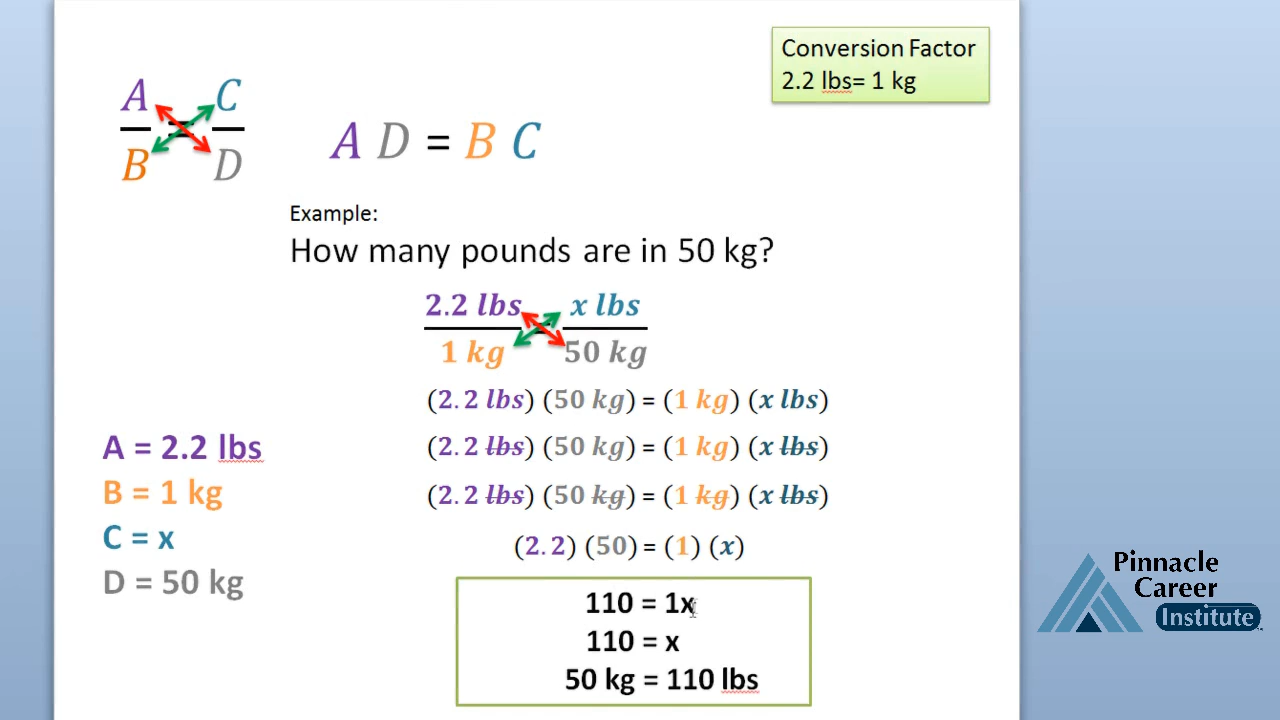 Conversion Factor
2.2 lbs= 1 kg
A/B = C/D
A D = B C
Example:
How many pounds are in 50 kg?
2.2 lbs/1 kg = x lbs/50 kg
(2.2 lbs) (50 kg) = (1 kg) (x lbs)
(2.2 lbs) (50 kg) = (1 kg) (x lbs)
(2.2 lbs) (50 kg) = (1 kg) (x lbs)
(2.2) (50) = (1) (x)
A = 2.2 lbs
B = 1 kg
C = x
D = 50 kg
110 = 1x
110 = x
50 kg = 110 lbs
Pinnacle
Career
Institute